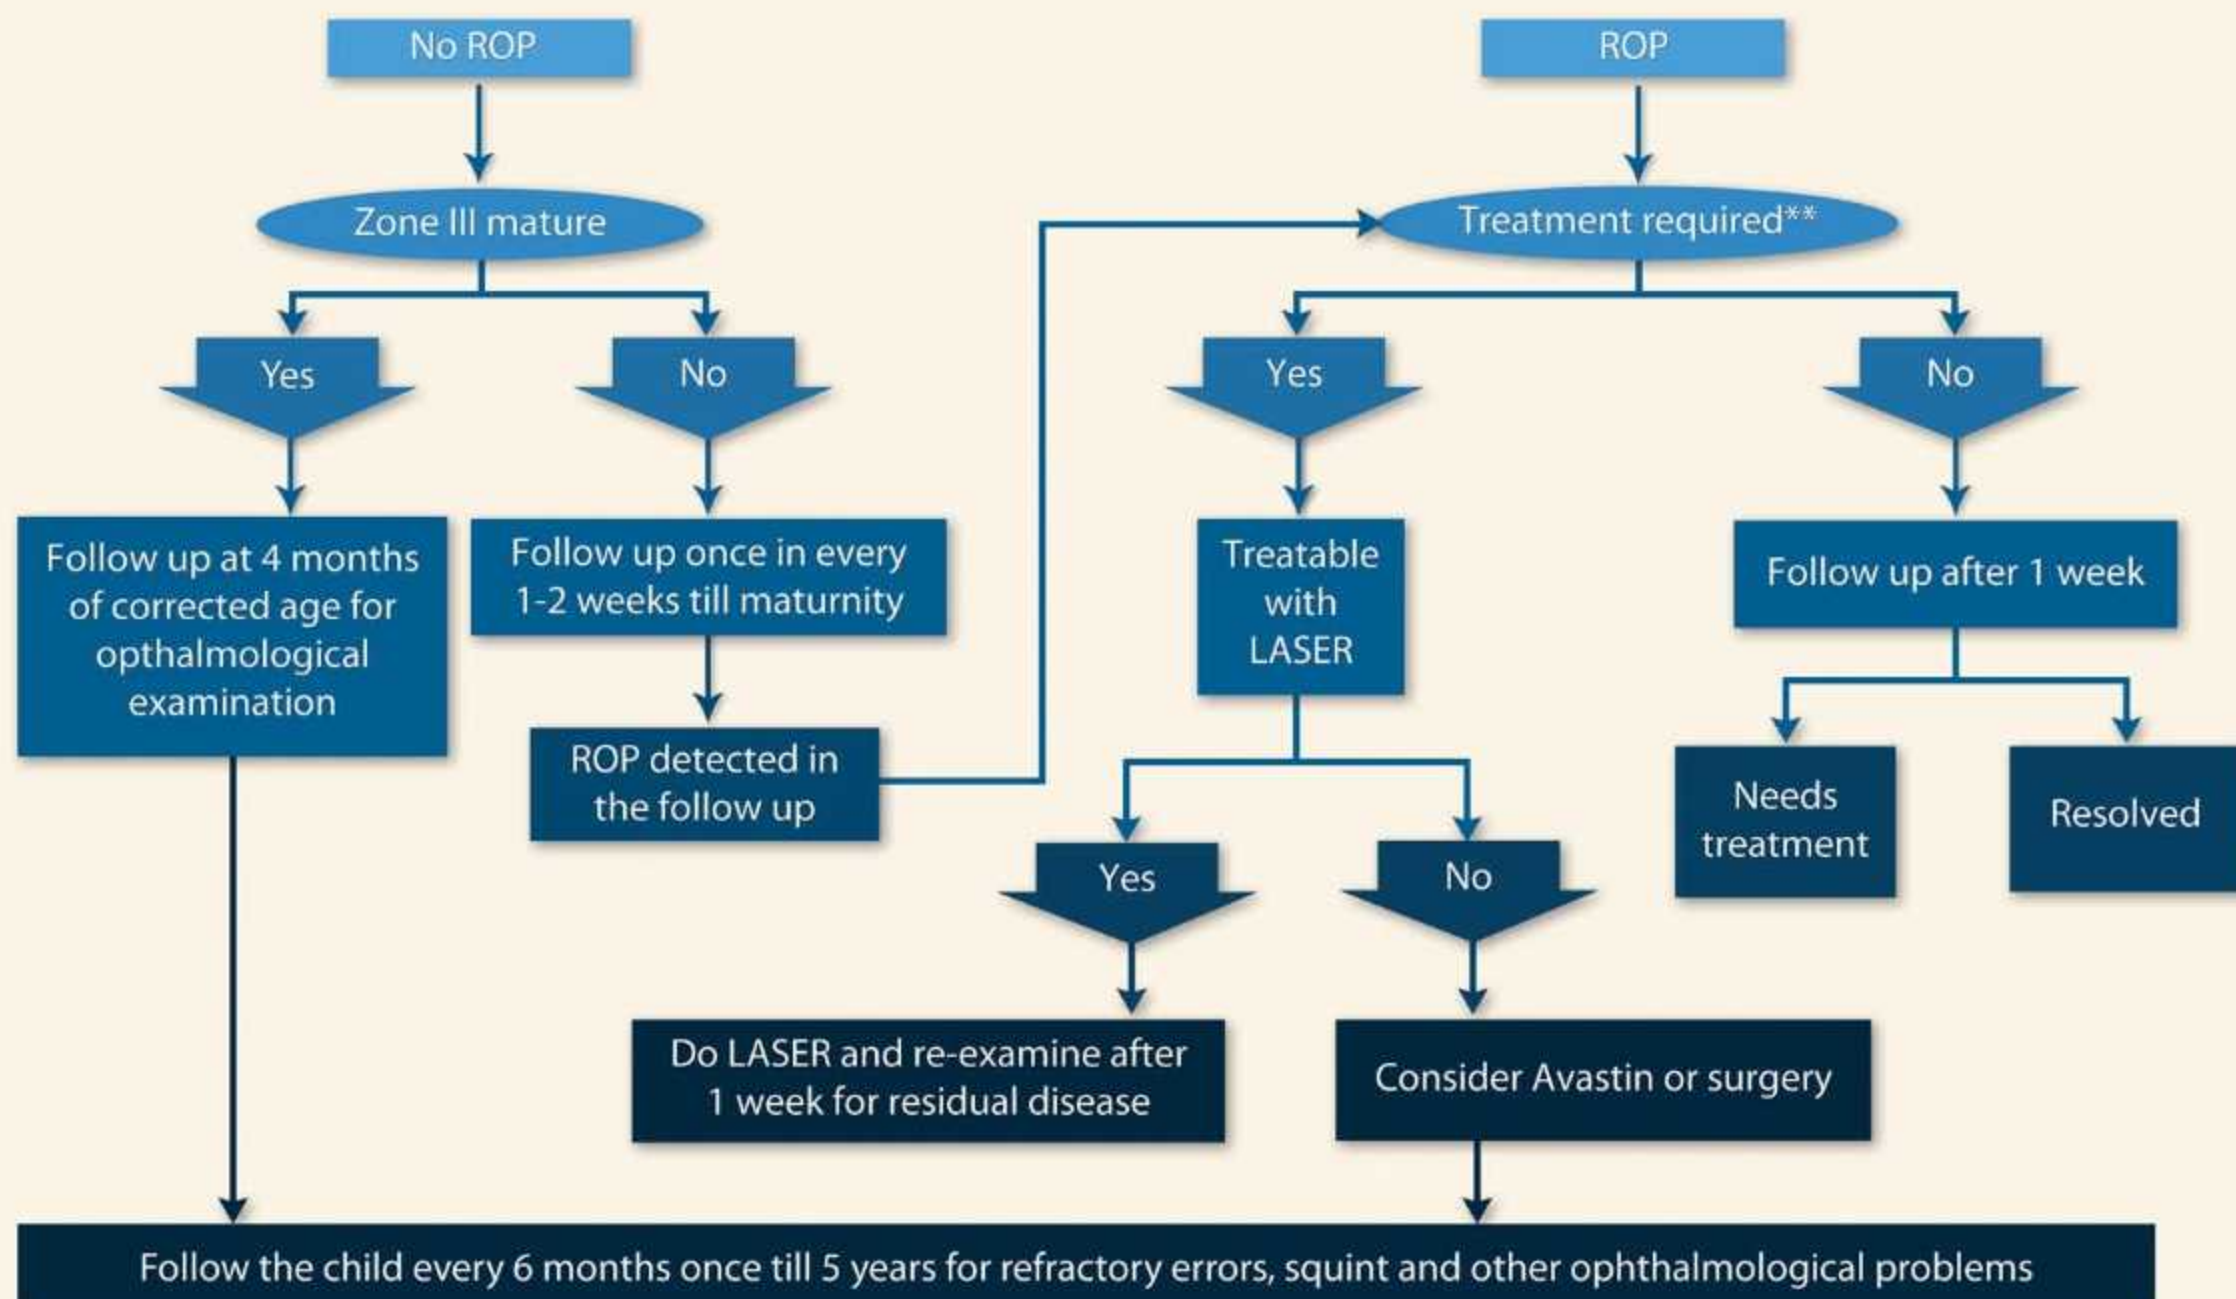 No ROP
ROP
Zone III mature
Treatment required**
Yes
No
Yes
No
Follow up at 4 months
of corrected age for
opthalmological
examination
Follow up once in every
1-2 weeks till maturnity
Treatable
with
LASER
Follow up after 1 week
ROP detected in
the follow up
Needs
treatment
Resolved
Yes
No
Do LASER and re-examine after
1 week for residual disease
Consider Avastin or surgery
Follow the child every 6 months once till 5 years for refractory errors, squint and other ophthalmological problems